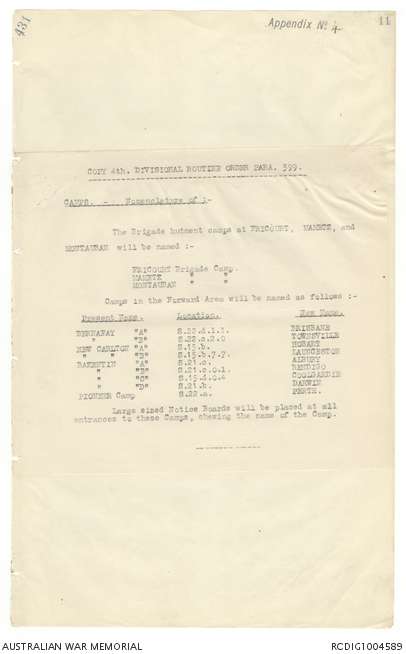 431
Appendix No. 4
11
COPY 4th. DIVISIONAL ROUTINE ORDER PARA. 399.
CAMPS. - Nomenclature of :-
The Brigade hutment camps at FRICOURT, MAMETZ, and
MONTAUBAN will be named :-
FRICOURT Brigade Camp.
MAMETZ " "
MONTAUBAN " "
Camps in the Forward Area will be named as follows :-
Present Name. Location. New Name.
BERNAFAY "A" S.22.d.1.3. BRISBANE
" "B" S.22.c.2.0 TOWNSVILLE
NEW CARLTON "A" S.15.b. HOBART
" " "B" S.15.b.7.7. LAUNCESTON
BAZENTIN "A" S.21.c. ALBURY
" "B" S.21.c.0.1. BENDIGO
" "C" S.15.d.0.4 COOLGARDIE
" "D" S.21.b. DARWIN
PIONEER Camp S.22.a. PERTH.
Large sized Notice Boards will be placed at all
entrances to these Camps, shewing the name of the Camp.
AUSTRALIAN WAR MEMORIAL
RCDIG1004589